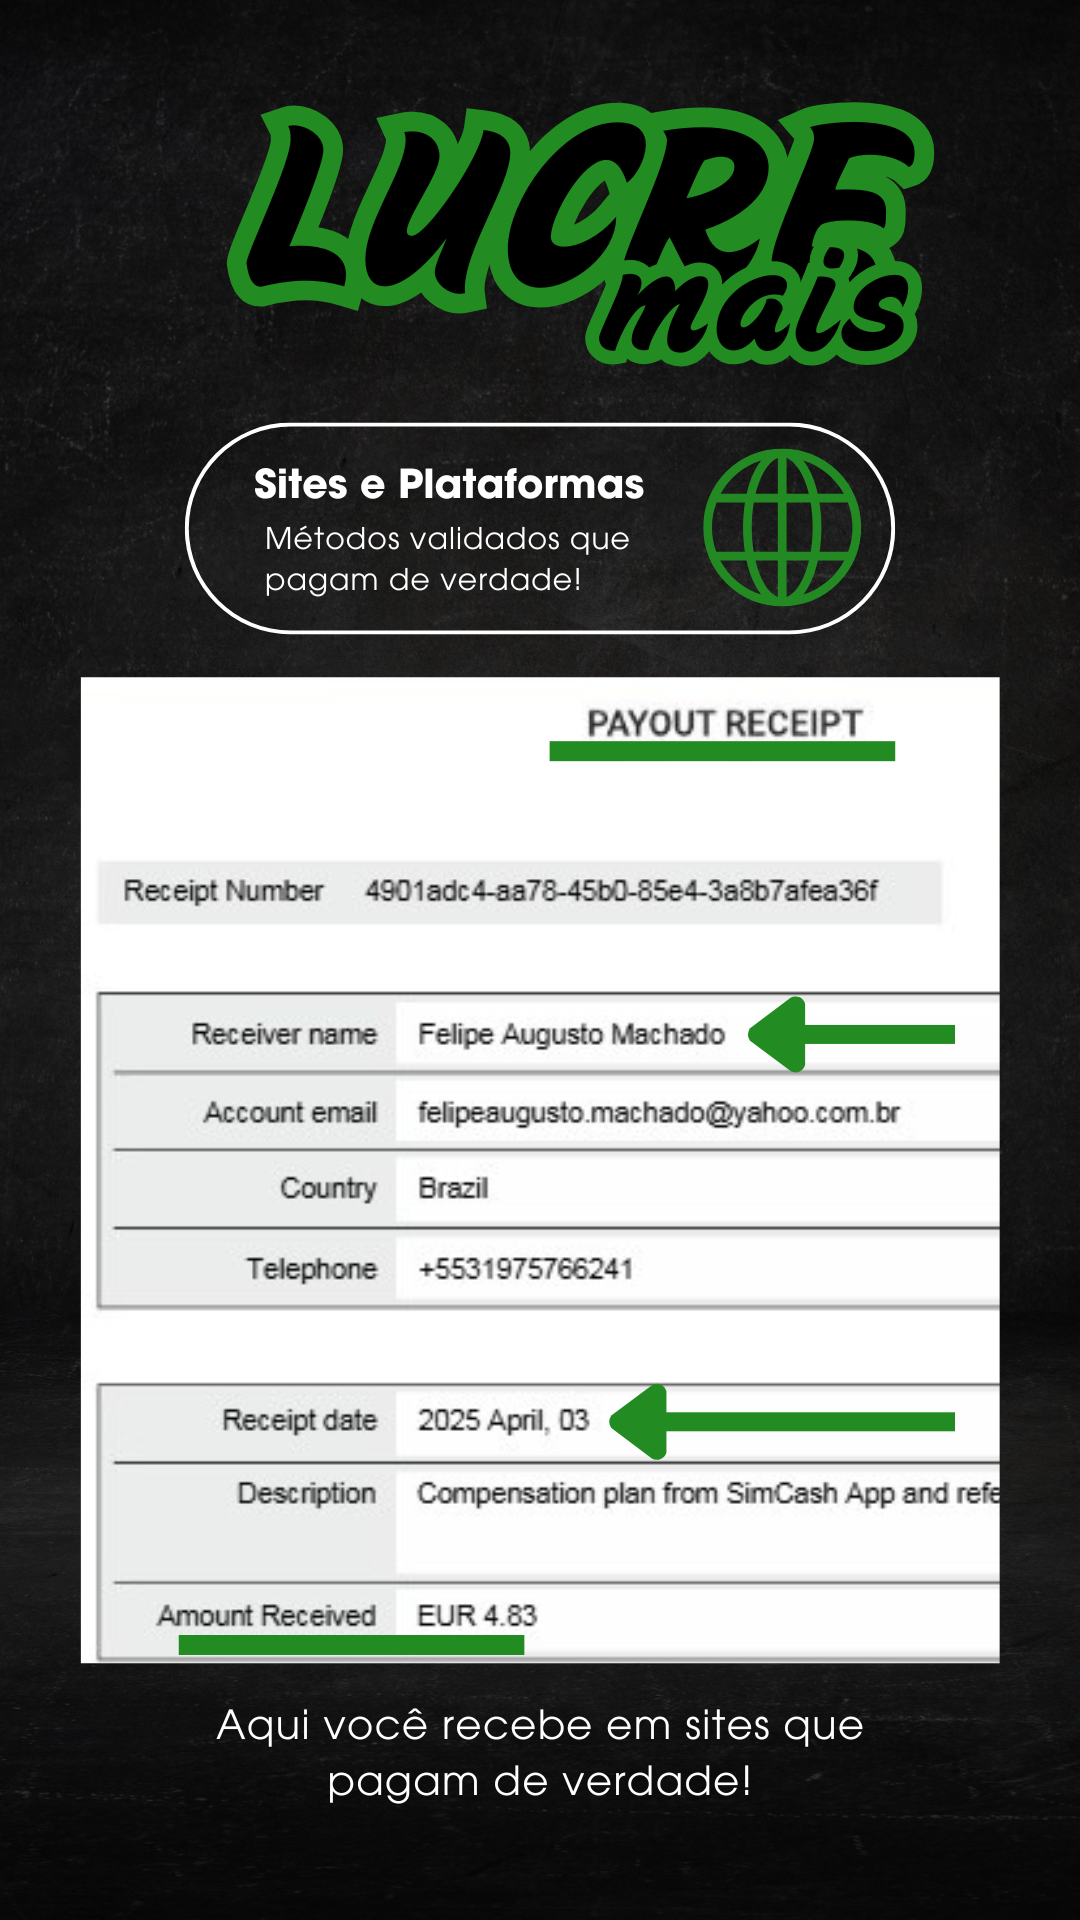 LUCRE
mais
Sites e Plataformas
Métodos validados que
pagam de verdade!
PAYOUT RECEIPT
Receipt Number 4901adc4-aa78-45b0-85e4-3a8b7afea36f
Receiver name Felipe Augusto Machado
Account email felipeaugusto.machado@yahoo.com.br
Country Brazil
Telephone +5531975766241
Receipt date 2025 April, 03
Description Compensation plan from SimCash App and refe
Amount Received EUR 4.83
Aqui você recebe em sites que
pagam de verdade!